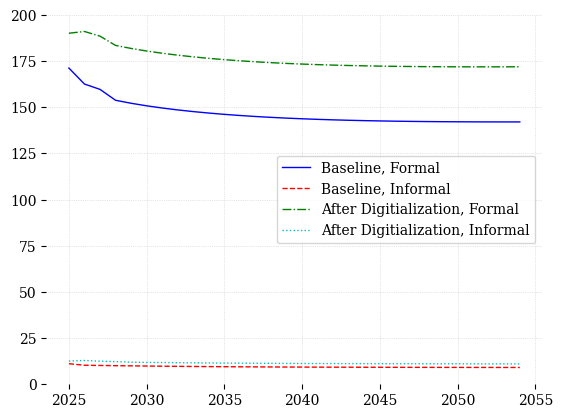 200
175
150
125
100
75
50
25
0
Baseline, Formal
Baseline, Informal
After Digitialization, Formal
After Digitialization, Informal
2025 2030 2035 2040 2045 2050 2055